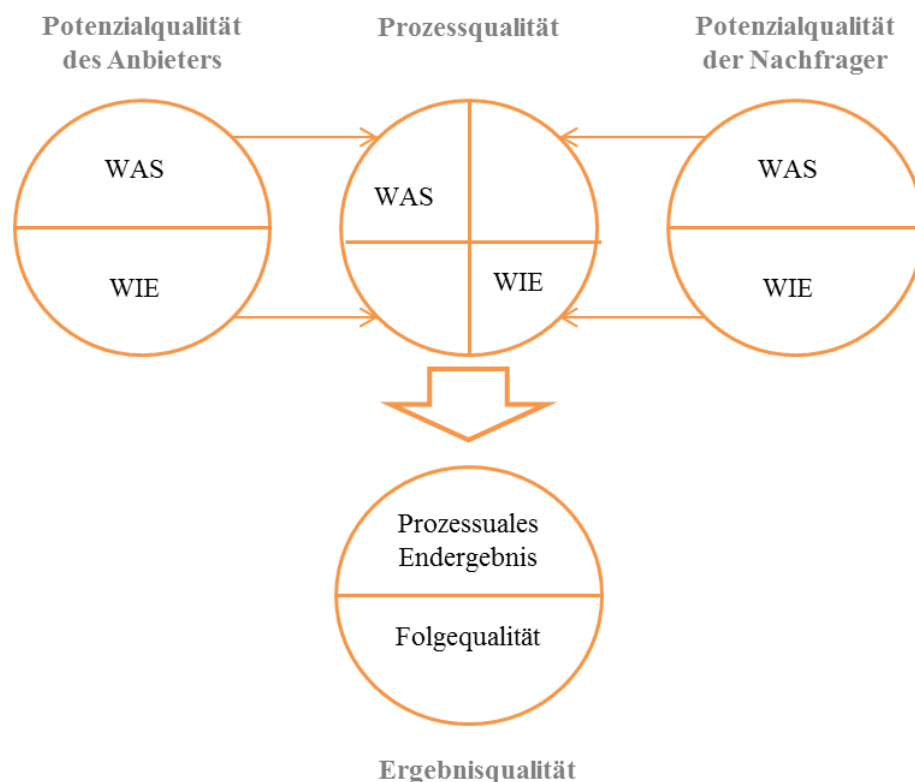 Potenzialqualität
des Anbieters
Prozessqualität
Potenzialqualität
der Nachfrager
WAS
WIE
WAS
WIE
WAS
WIE
Prozessuales
Endergebnis
Folgequalität
Ergebnisqualität